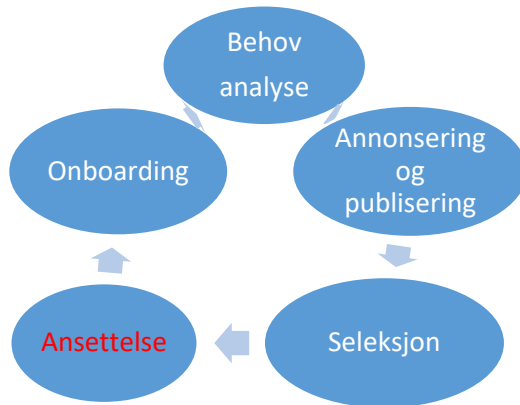 Behov
analyse
Annonsering
og
publisering
Seleksjon
Ansettelse
Onboarding